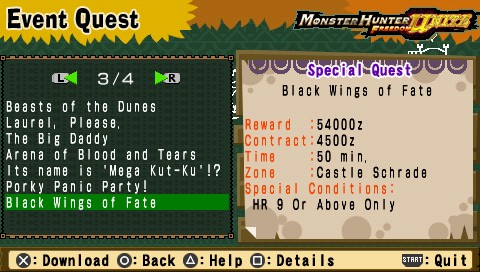 Event Quest
MONSTER HUNTER
FREEDOM UNITE
L 3/4 R
Beasts of the Dunes
Laurel, Please,
The Big Daddy
Arena of Blood and Tears
Its name is 'Mega Kut-Ku'!?
Porky Panic Party!
Black Wings of Fate
Special Quest
Black Wings of Fate
Reward :54000z
Contract:4500z
Time :50 min,
Zone :Castle Schrade
Special Conditions:
HR 9 Or Above Only
X: Download O: Back △: Help □: Details START: Quit